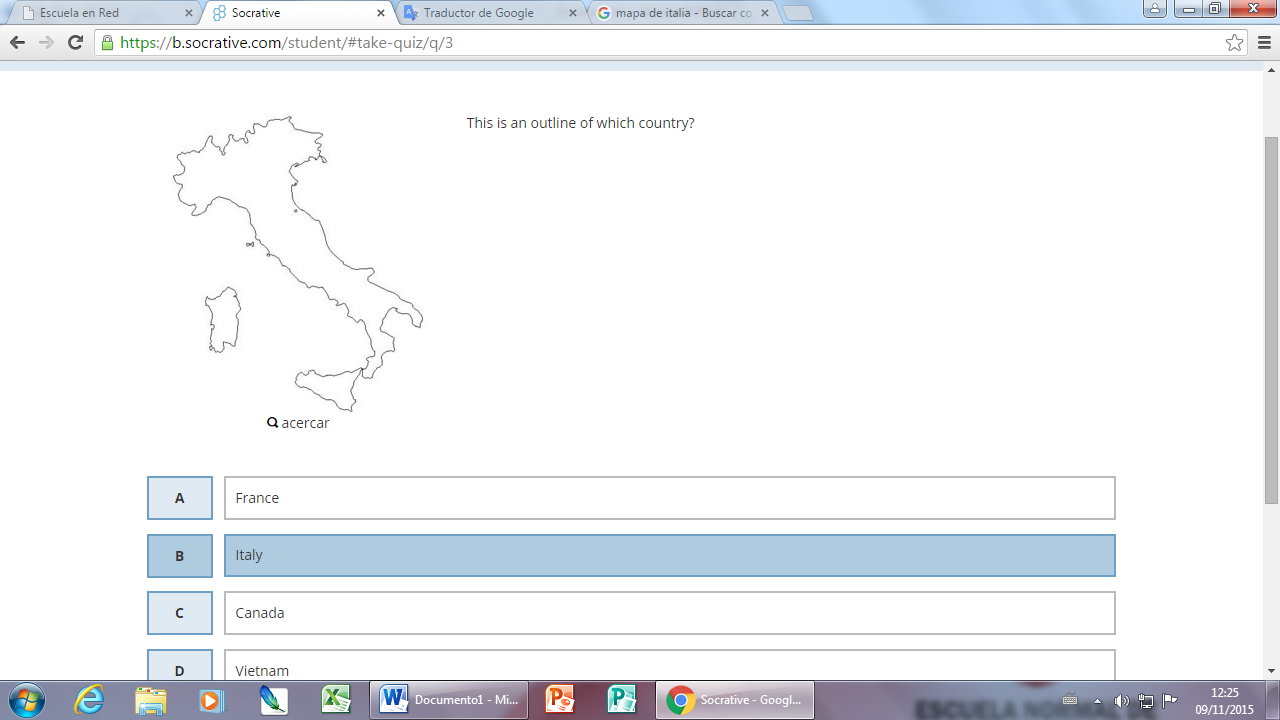 Escuela en Red
Socrative
Traductor de Google
mapa de italia - Buscar co
https://b.socrative.com/student/#take-quiz/q/3
This is an outline of which country?
acercar
A France
B Italy
C Canada
D Vietnam
Documento1 - Mi...
Socrative - Googl...
12:25
09/11/2015